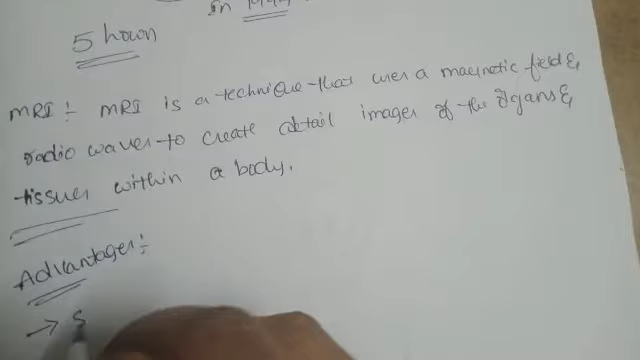 In
5 hours
MRI :- MRI is a technique that uses a magnetic field &
radio waves to create detail images of the organs &
tissues within a body.
Advantages :-
→ S